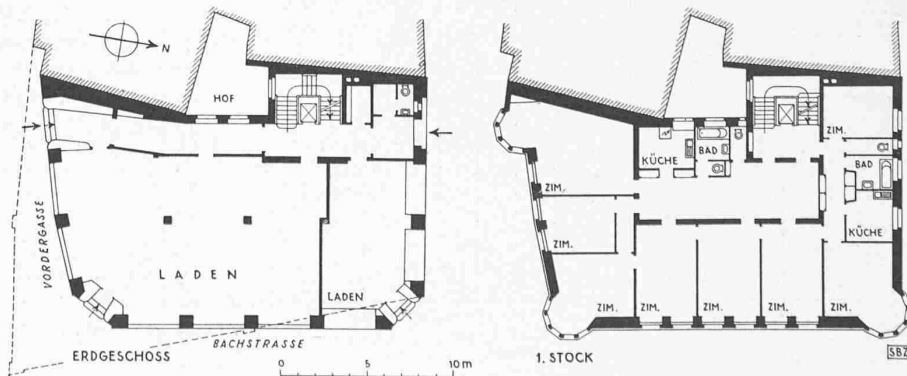 N
HOF
VORDERGASSE
LADEN
LADEN
BACHSTRASSE
ERDGESCHOSS
0 5 10 m
ZIM.
KÜCHE
BAD
ZIM.
BAD
KÜCHE
ZIM.
ZIM.
ZIM.
ZIM.
ZIM.
ZIM.
ZIM.
1. STOCK
SBZ